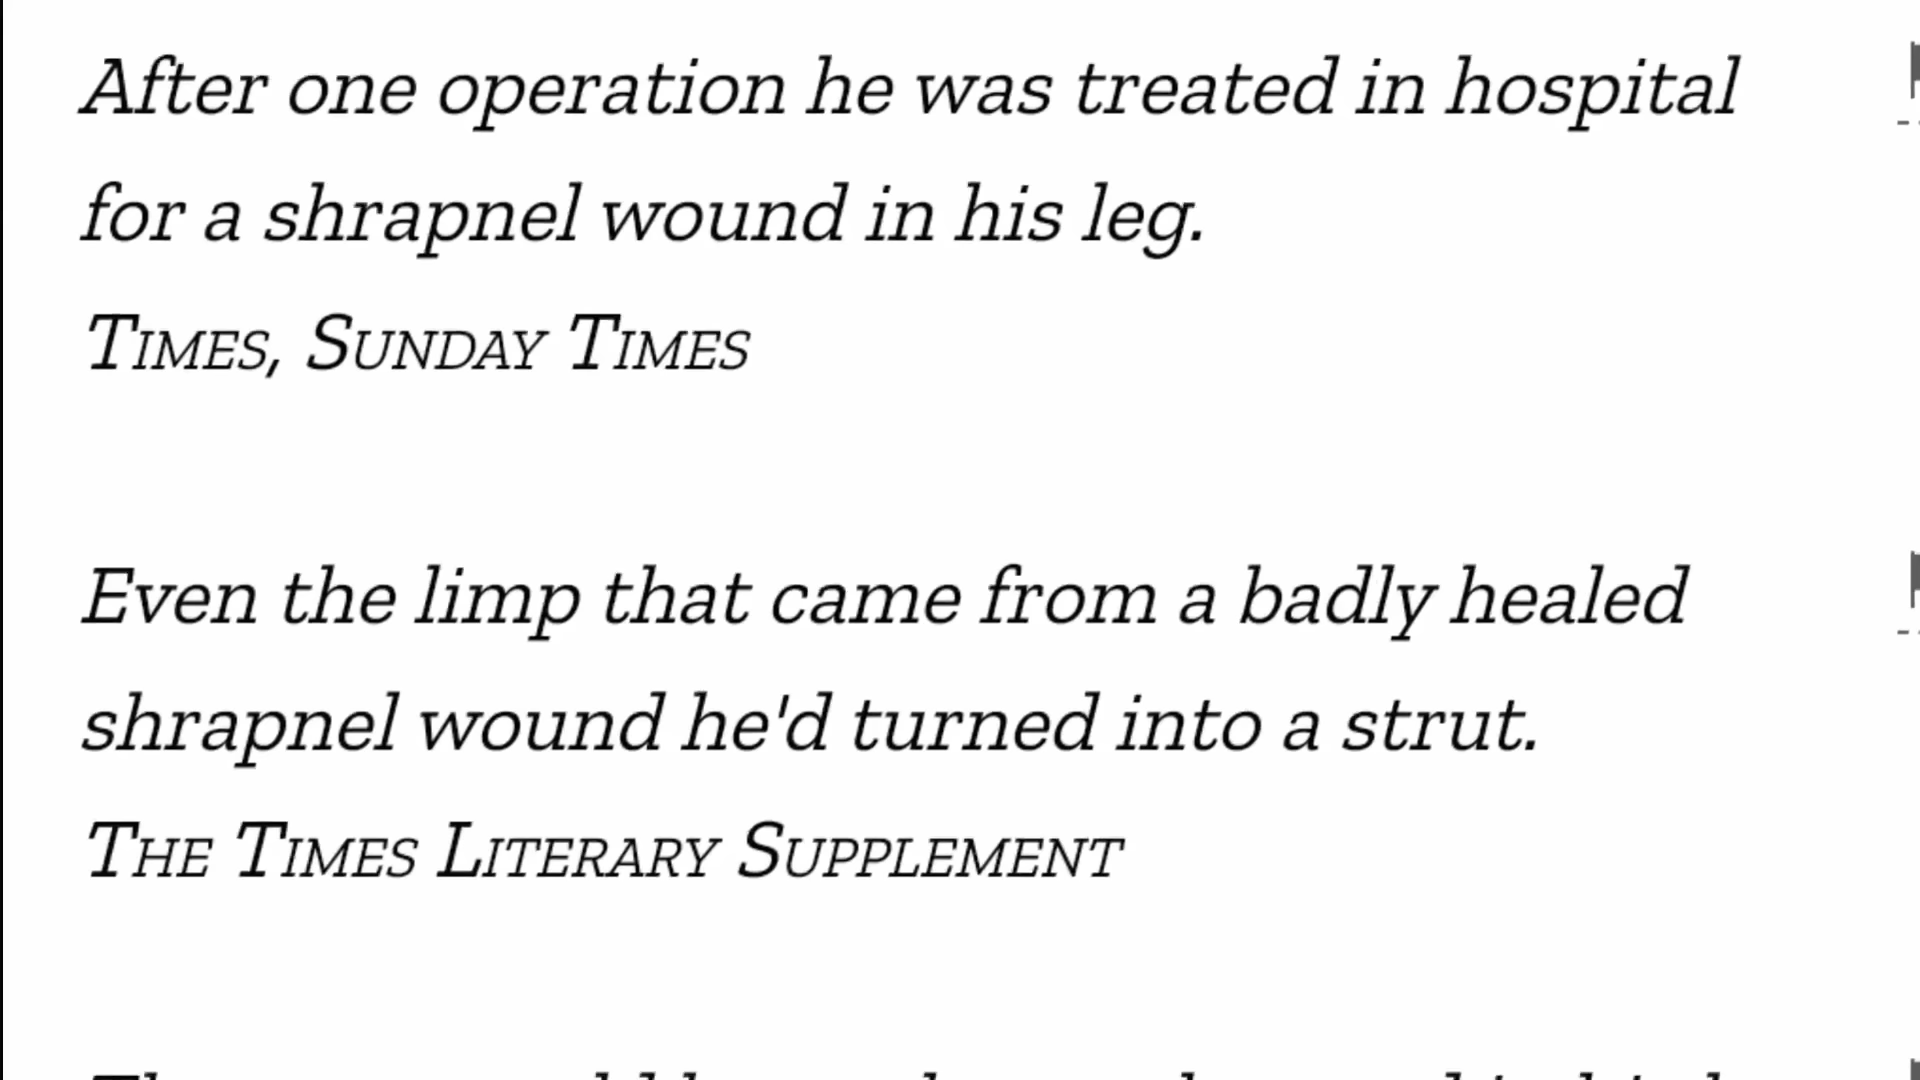 After one operation he was treated in hospital
for a shrapnel wound in his leg.
Times, Sunday Times
Even the limp that came from a badly healed
shrapnel wound he'd turned into a strut.
The Times Literary Supplement